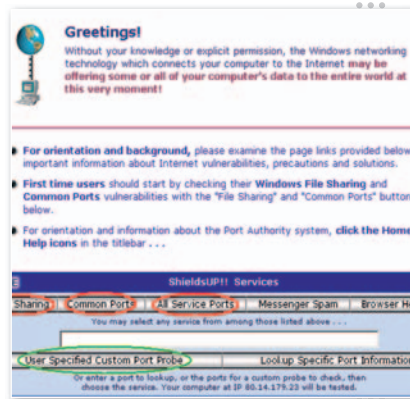 Greetings!
Without your knowledge or explicit permission, the Windows networking
technology which connects your computer to the Internet may be
offering some or all of your computer's data to the entire world at
this very moment!
For orientation and background, please examine the page links provided below
important information about Internet vulnerabilities, precautions and solutions.
First time users should start by checking their Windows File Sharing and
Common Ports vulnerabilities with the "File Sharing" and "Common Ports" button
below.
For orientation and information about the Port Authority system, click the Home
Help icons in the titlebar . . .
ShieldsUP!! Services
Sharing Common Ports All Service Ports Messenger Spam Browser He
You may select any service from among those listed above . . .
User Specified Custom Port Probe Lookup Specific Port Information
Or enter a port to lookup, or the ports for a custom probe to check, then
choose the service. Your computer at IP 80.14.179.23 will be tested.